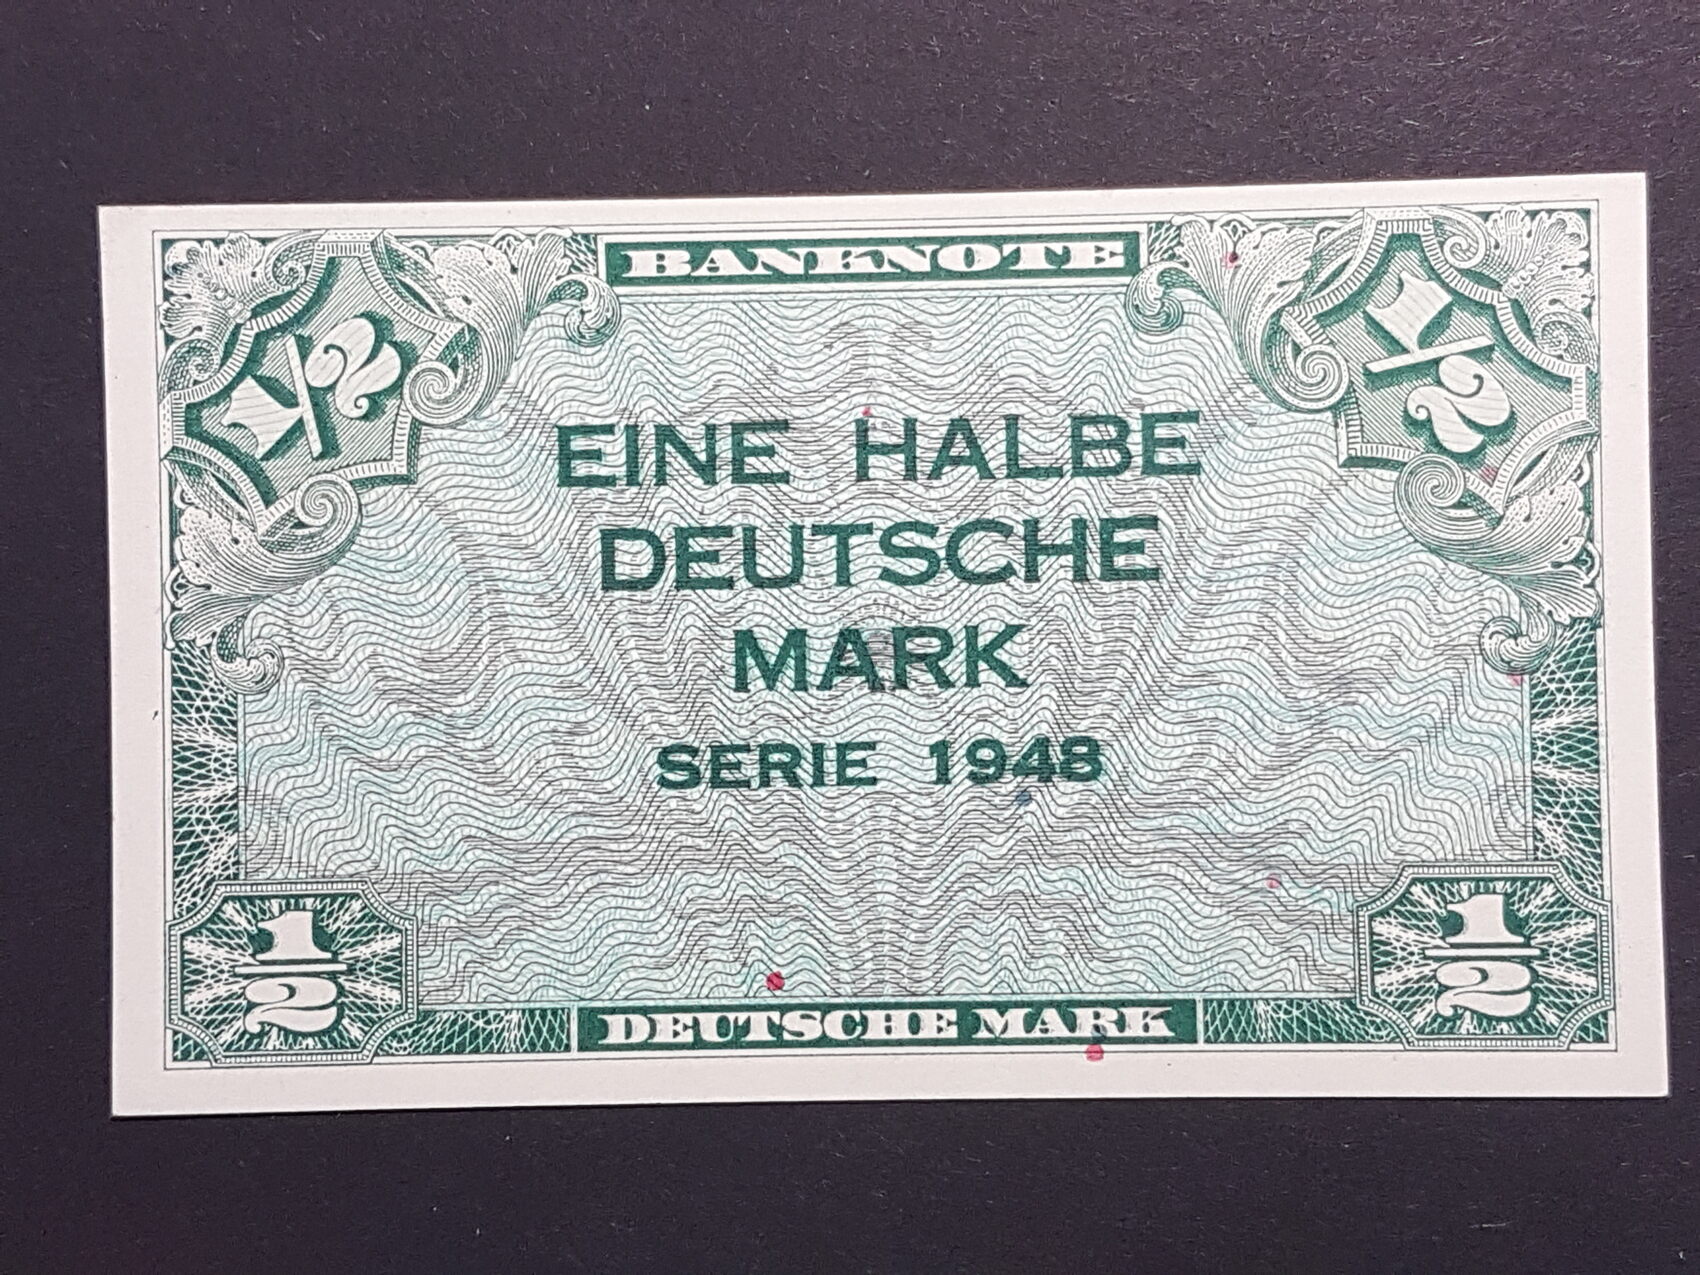 BANKNOTE
1/2
1/2
EINE HALBE
DEUTSCHE
MARK
SERIE 1948
1/2
1/2
DEUTSCHE MARK